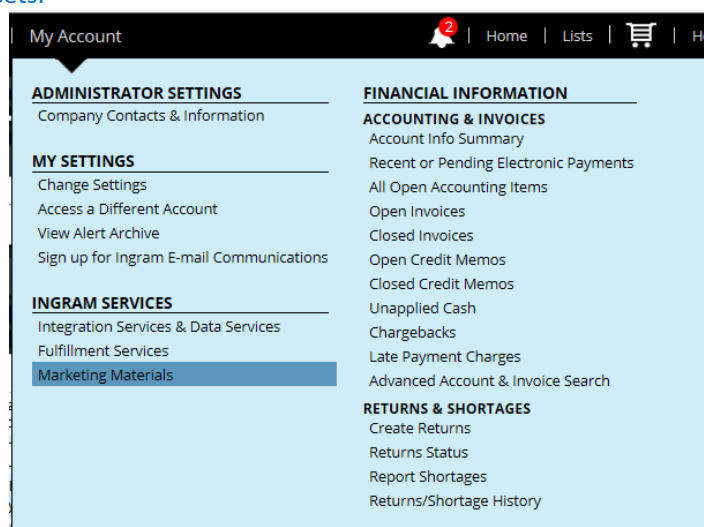 My Account
2
Home
Lists
ADMINISTRATOR SETTINGS
Company Contacts & Information
MY SETTINGS
Change Settings
Access a Different Account
View Alert Archive
Sign up for Ingram E-mail Communications
INGRAM SERVICES
Integration Services & Data Services
Fulfillment Services
Marketing Materials
FINANCIAL INFORMATION
ACCOUNTING & INVOICES
Account Info Summary
Recent or Pending Electronic Payments
All Open Accounting Items
Open Invoices
Closed Invoices
Open Credit Memos
Closed Credit Memos
Unapplied Cash
Chargebacks
Late Payment Charges
Advanced Account & Invoice Search
RETURNS & SHORTAGES
Create Returns
Returns Status
Report Shortages
Returns/Shortage History